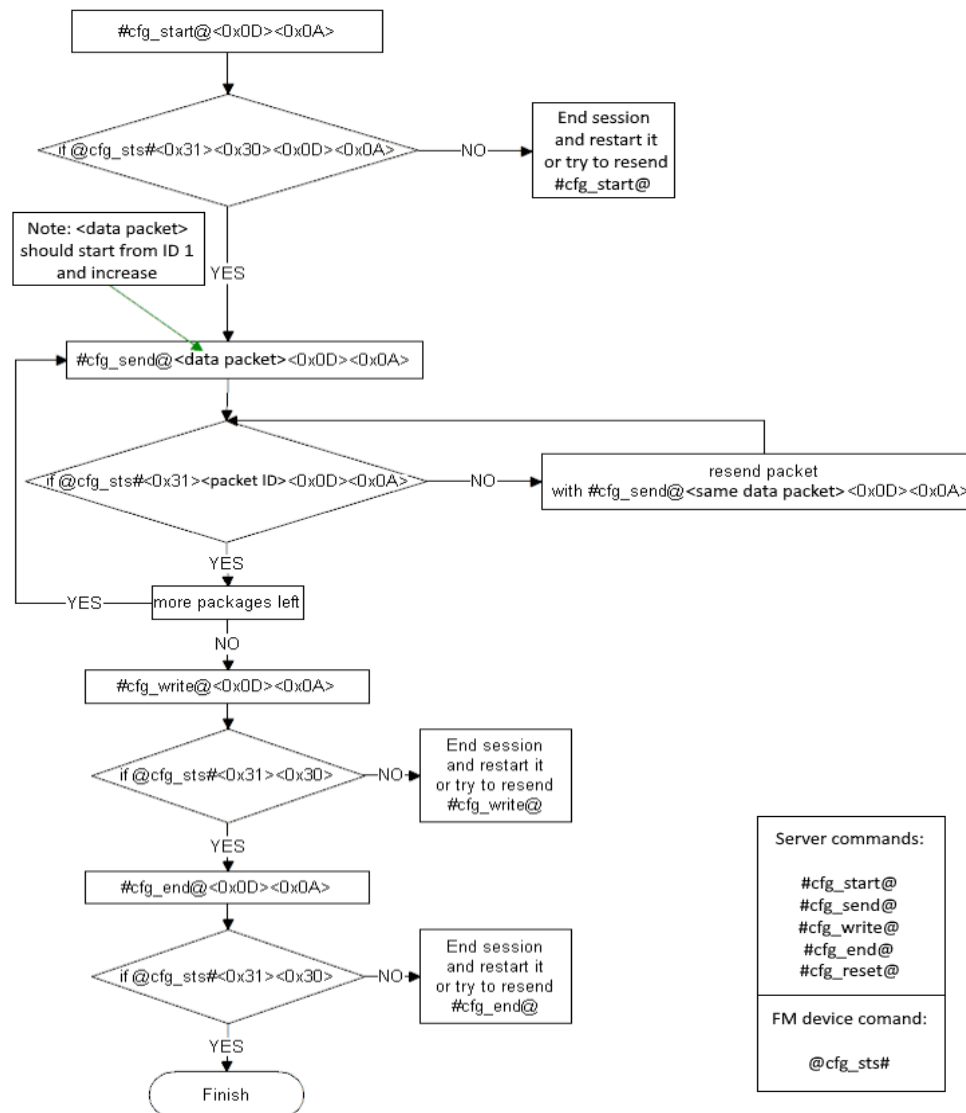 #cfg_start@<0x0D><0x0A>
if @cfg_sts#<0x31><0x30><0x0D><0x0A>
NO
End session
and restart it
or try to resend
#cfg_start@
Note: <data packet>
should start from ID 1
and increase
YES
#cfg_send@<data packet><0x0D><0x0A>
if @cfg_sts#<0x31><packet ID><0x0D><0x0A>
NO
resend packet
with #cfg_send@<same data packet><0x0D><0x0A>
YES
more packages left
YES
NO
#cfg_write@<0x0D><0x0A>
if @cfg_sts#<0x31><0x30>
NO
End session
and restart it
or try to resend
#cfg_write@
YES
#cfg_end@<0x0D><0x0A>
if @cfg_sts#<0x31><0x30>
NO
End session
and restart it
or try to resend
#cfg_end@
YES
Finish
Server commands:
#cfg_start@
#cfg_send@
#cfg_write@
#cfg_end@
#cfg_reset@
FM device comand:
@cfg_sts#